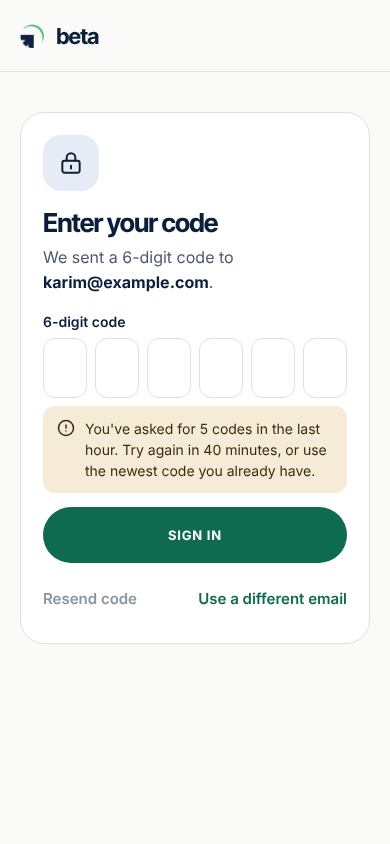 beta
Enter your code
We sent a 6-digit code to
karim@example.com.
6-digit code
You've asked for 5 codes in the last
hour. Try again in 40 minutes, or use
the newest code you already have.
SIGN IN
Resend code
Use a different email